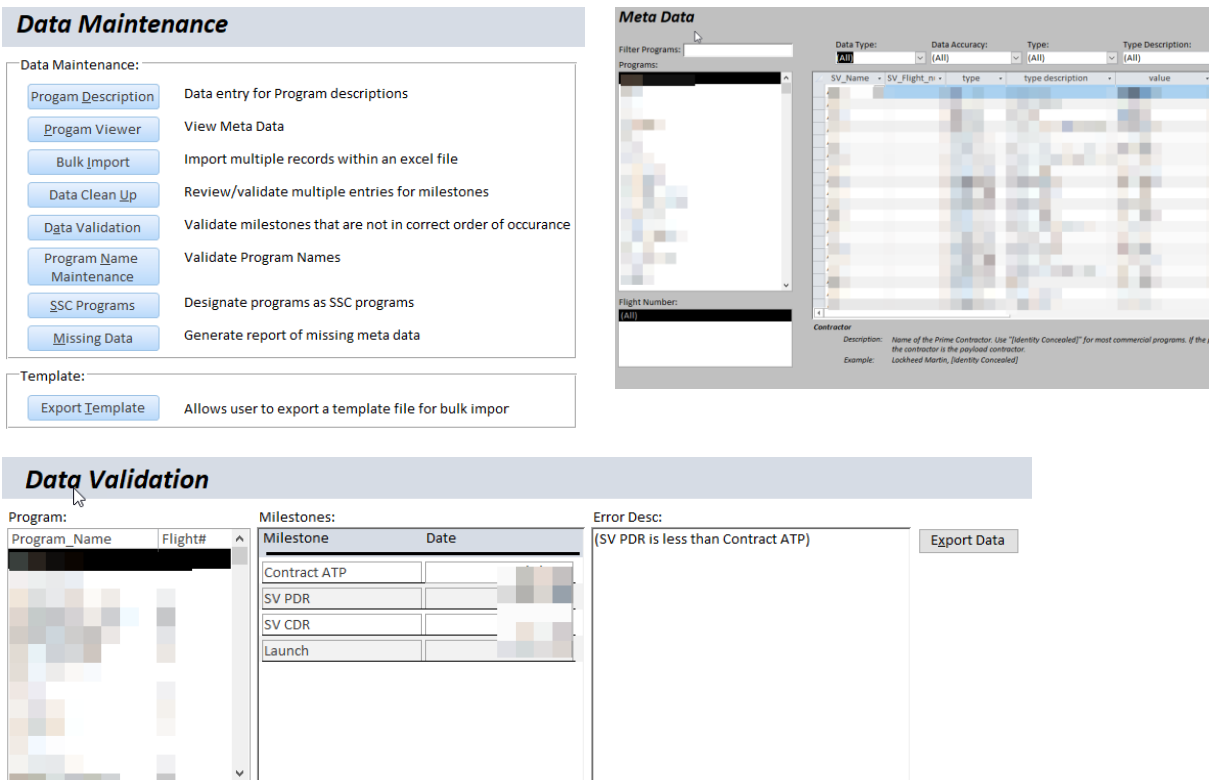 Data Maintenance
Data Maintenance:
Progam Description Data entry for Program descriptions
Progam Viewer View Meta Data
Bulk Import Import multiple records within an excel file
Data Clean Up Review/validate multiple entries for milestones
Data Validation Validate milestones that are not in correct order of occurance
Program Name Maintenance Validate Program Names
SSC Programs Designate programs as SSC programs
Missing Data Generate report of missing meta data
Template:
Export Template Allows user to export a template file for bulk impor
Meta Data
Filter Programs:
Programs:
Data Type: Data Accuracy: Type: Type Description:
(All) (All) (All) (All)
SV_Name SV_Flight_n type type description value
Flight Number:
(All)
Contractor
Description: Name of the Prime Contractor. Use "[Identity Concealed]" for most commercial programs. If the
the contractor is the payload contractor.
Example: Lockheed Martin, [Identity Concealed]
Data Validation
Program: Milestones: Error Desc:
Program_Name Flight# Milestone Date (SV PDR is less than Contract ATP) Export Data
Contract ATP
SV PDR
SV CDR
Launch